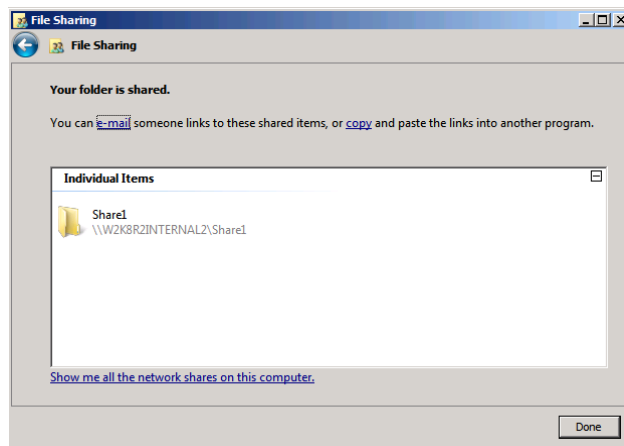 File Sharing
File Sharing
Your folder is shared.
You can e-mail someone links to these shared items, or copy and paste the links into another program.
Individual Items
Share1
\\W2K8R2INTERNAL2\Share1
Show me all the network shares on this computer.
Done